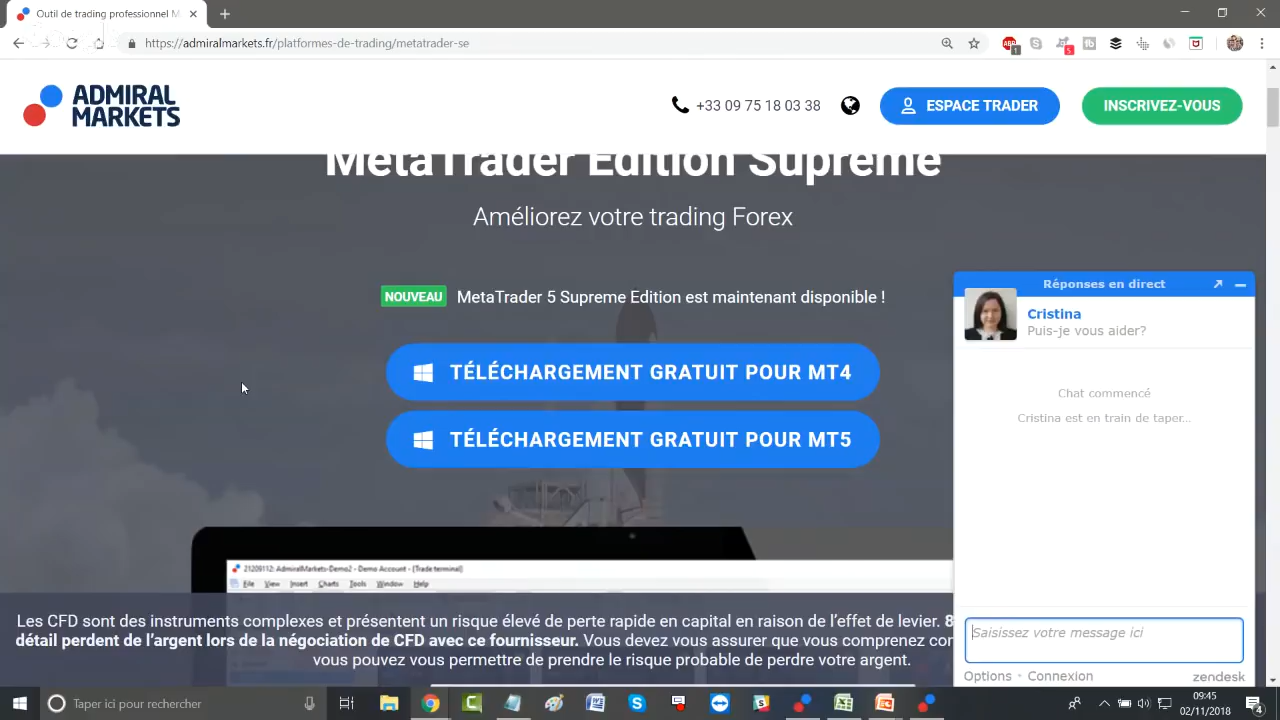 Outil de trading professionnel M
https://admiralmarkets.fr/platformes-de-trading/metatrader-se
ADMIRAL
MARKETS
+33 09 75 18 03 38
ESPACE TRADER
INSCRIVEZ-VOUS
MetaTrader Edition Supreme
Améliorez votre trading Forex
NOUVEAU
MetaTrader 5 Supreme Edition est maintenant disponible !
TÉLÉCHARGEMENT GRATUIT POUR MT4
TÉLÉCHARGEMENT GRATUIT POUR MT5
Réponses en direct
Cristina
Puis-je vous aider?
Chat commencé
Cristina est en train de taper...
Saisissez votre message ici
Options • Connexion
zendesk
21209112: AdmiralMarkets-Demo2 - Demo Account - [Trade terminal]
File View Insert Charts Tools Window Help
Les CFD sont des instruments complexes et présentent un risque élevé de perte rapide en capital en raison de l’effet de levier. 8
détail perdent de l’argent lors de la négociation de CFD avec ce fournisseur. Vous devez vous assurer que vous comprenez con
vous pouvez vous permettre de prendre le risque probable de perdre votre argent.
Taper ici pour rechercher
09:45
02/11/2018